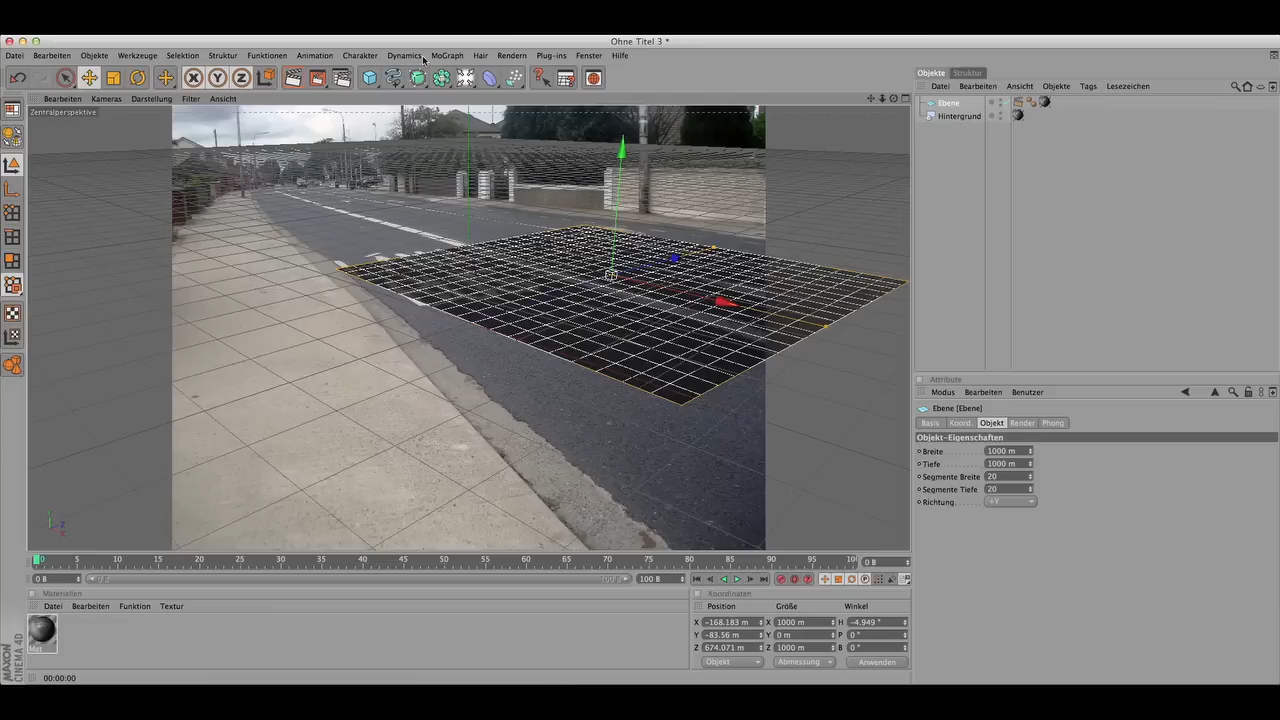 Ohne Titel 3 *
Datei Bearbeiten Objekte Werkzeuge Selektion Struktur Funktionen Animation Charakter Dynamics MoGraph Hair Rendern Plug-ins Fenster Hilfe
X Y Z
Bearbeiten Kameras Darstellung Filter Ansicht
Zentralperspektive
Objekte Struktur
Datei Bearbeiten Ansicht Objekte Tags Lesezeichen
Ebene
Hintergrund
Attribute
Modus Bearbeiten Benutzer
Ebene [Ebene]
Basis Koord. Objekt Render Phong
Objekt-Eigenschaften
Breite 1000 m
Tiefe 1000 m
Segmente Breite 20
Segmente Tiefe 20
Richtung +Y
Y Z X
0 5 10 15 20 25 30 35 40 45 50 55 60 65 70 75 80 85 90 95 100 0 B
0 B 0 B 100 B 100 B
Materialien
Datei Bearbeiten Funktion Textur
Mat
Koordinaten
Position Größe Winkel
X -168.183 m X 1000 m H -4.949 °
Y -83.56 m Y 0 m P 0 °
Z 674.071 m Z 1000 m B 0 °
Objekt Abmessung Anwenden
MAXON CINEMA 4D
00:00:00